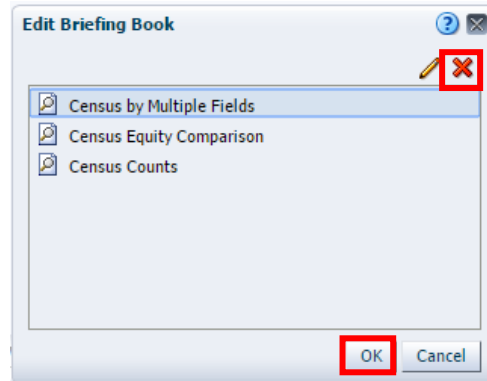 Edit Briefing Book
Census by Multiple Fields
Census Equity Comparison
Census Counts
OK Cancel